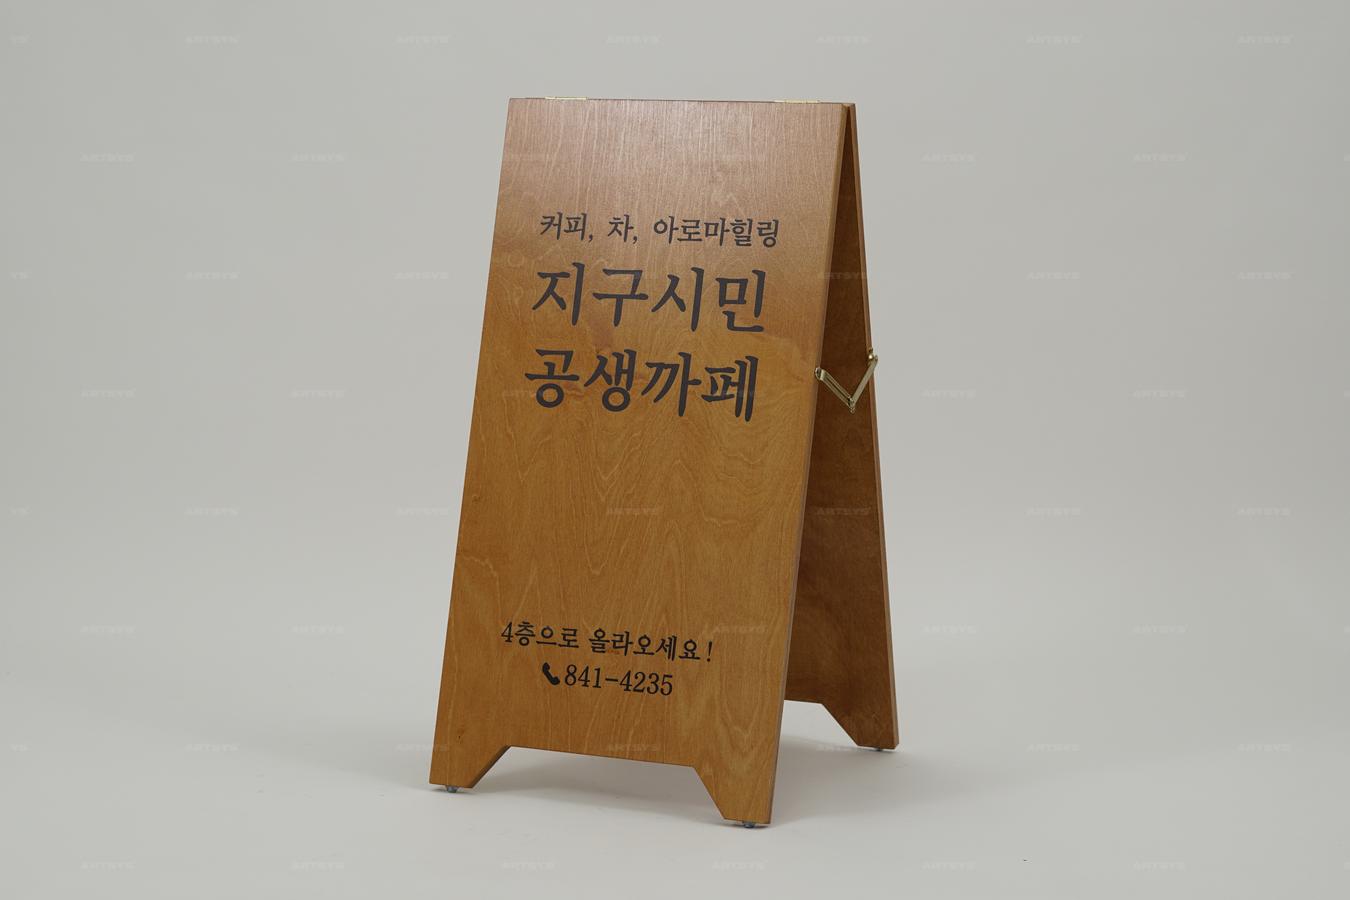 커피, 차, 아로마힐링
지구시민
공생까페
4층으로 올라오세요!
841-4235
ARTSYS